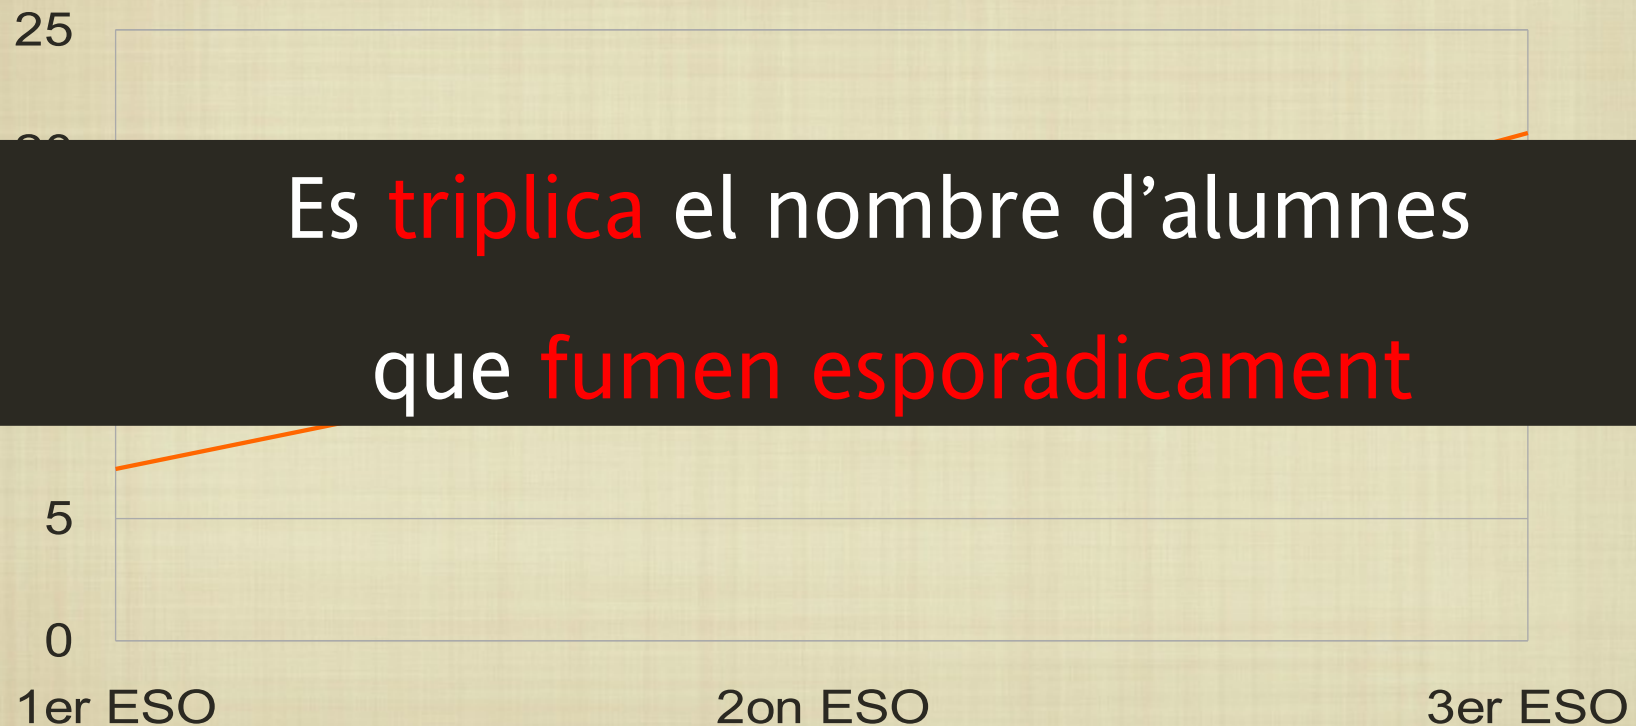 25
Es triplica el nombre d’alumnes
que fumen esporàdicament
5
0
1er ESO 2on ESO 3er ESO